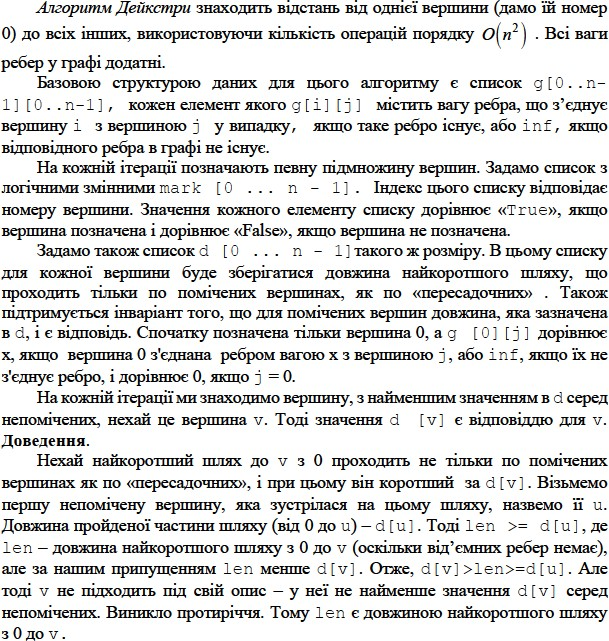 Алгоритм Дейкстри знаходить відстань від однієї вершини (дамо їй номер
0) до всіх інших, використовуючи кількість операцій порядку O(n²) . Всі ваги
ребер у графі додатні.
Базовою структурою даних для цього алгоритму є список g[0..n-
1][0..n-1], кожен елемент якого g[i][j] містить вагу ребра, що з’єднує
вершину i з вершиною j у випадку, якщо таке ребро існує, або inf, якщо
відповідного ребра в графі не існує.
На кожній ітерації позначають певну підмножину вершин. Задамо список з
логічними змінними mark [0 ... n - 1]. Індекс цього списку відповідає
номеру вершини. Значення кожного елементу списку дорівнює «True», якщо
вершина позначена і дорівнює «False», якщо вершина не позначена.
Задамо також список d [0 ... n - 1]такого ж розміру. В цьому списку
для кожної вершини буде зберігатися довжина найкоротшого шляху, що
проходить тільки по помічених вершинах, як по «пересадочних» . Також
підтримується інваріант того, що для помічених вершин довжина, яка зазначена
в d, і є відповідь. Спочатку позначена тільки вершина 0, а g [0][j] дорівнює
x, якщо вершина 0 з'єднана ребром вагою x з вершиною j, або inf, якщо їх не
з'єднує ребро, і дорівнює 0, якщо j = 0.
На кожній ітерації ми знаходимо вершину, з найменшим значенням в d серед
непомічених, нехай це вершина v. Тоді значення d [v] є відповіддю для v.
Доведення.
Нехай найкоротший шлях до v з 0 проходить не тільки по помічених
вершинах як по «пересадочних», і при цьому він коротший за d[v]. Візьмемо
першу непомічену вершину, яка зустрілася на цьому шляху, назвемо її u.
Довжина пройденої частини шляху (від 0 до u) – d[u]. Тоді len >= d[u], де
len – довжина найкоротшого шляху з 0 до v (оскільки від’ємних ребер немає),
але за нашим припущенням len менше d[v]. Отже, d[v]>len>=d[u]. Але
тоді v не підходить під свій опис – у неї не найменше значення d[v] серед
непомічених. Виникло протиріччя. Тому len є довжиною найкоротшого шляху
з 0 до v .